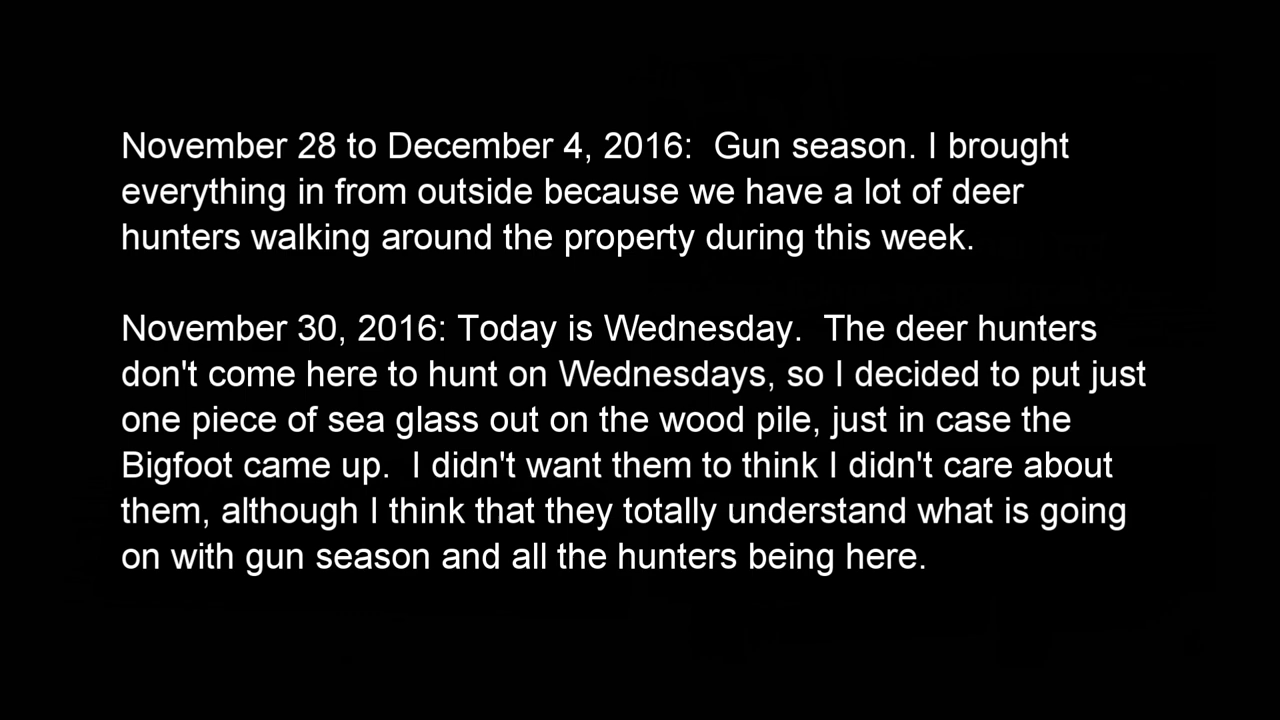 November 28 to December 4, 2016:  Gun season. I brought
everything in from outside because we have a lot of deer
hunters walking around the property during this week.
November 30, 2016: Today is Wednesday.  The deer hunters
don't come here to hunt on Wednesdays, so I decided to put just
one piece of sea glass out on the wood pile, just in case the
Bigfoot came up.  I didn't want them to think I didn't care about
them, although I think that they totally understand what is going
on with gun season and all the hunters being here.